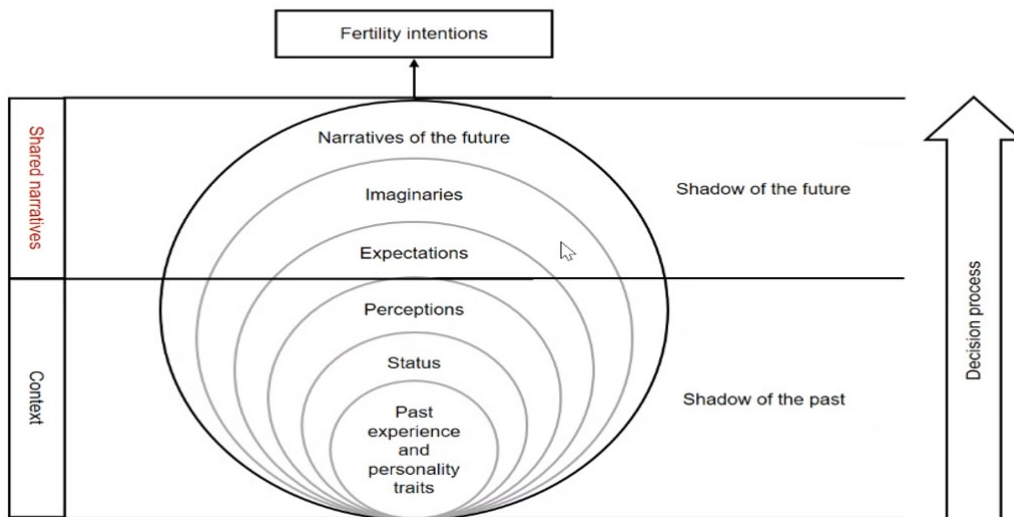 Fertility intentions
Shared narratives
Narratives of the future
Imaginaries
Expectations
Shadow of the future
Context
Perceptions
Status
Past
experience
and
personality
traits
Shadow of the past
Decision process